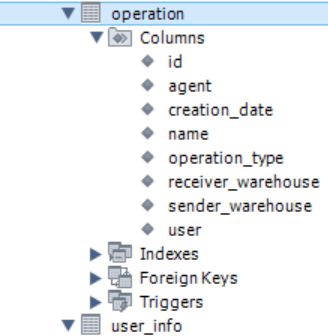 operation
Columns
id
agent
creation_date
name
operation_type
receiver_warehouse
sender_warehouse
user
Indexes
Foreign Keys
Triggers
user_info